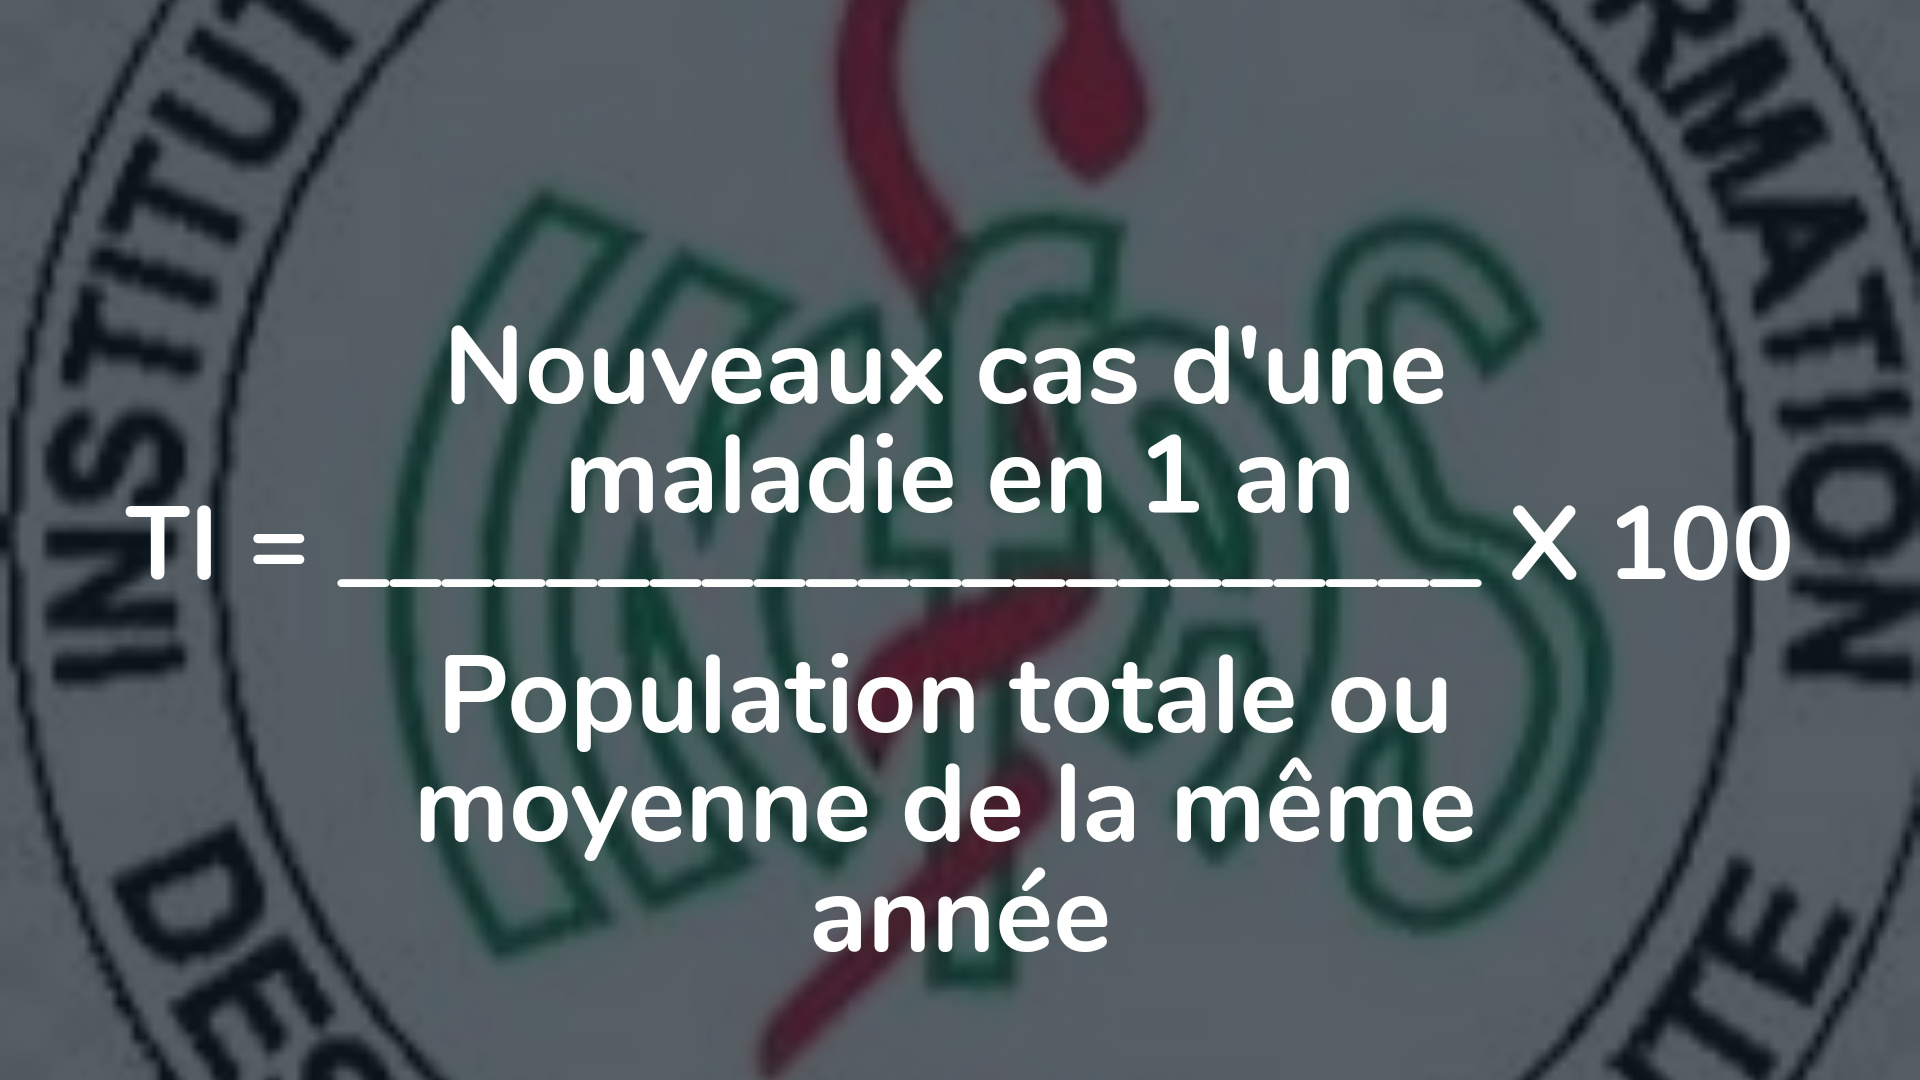 Nouveaux cas d'une
maladie en 1 an
TI = ______________________ X 100
Population totale ou
moyenne de la même
année
INSTITUT
RMATION
DES
ITE